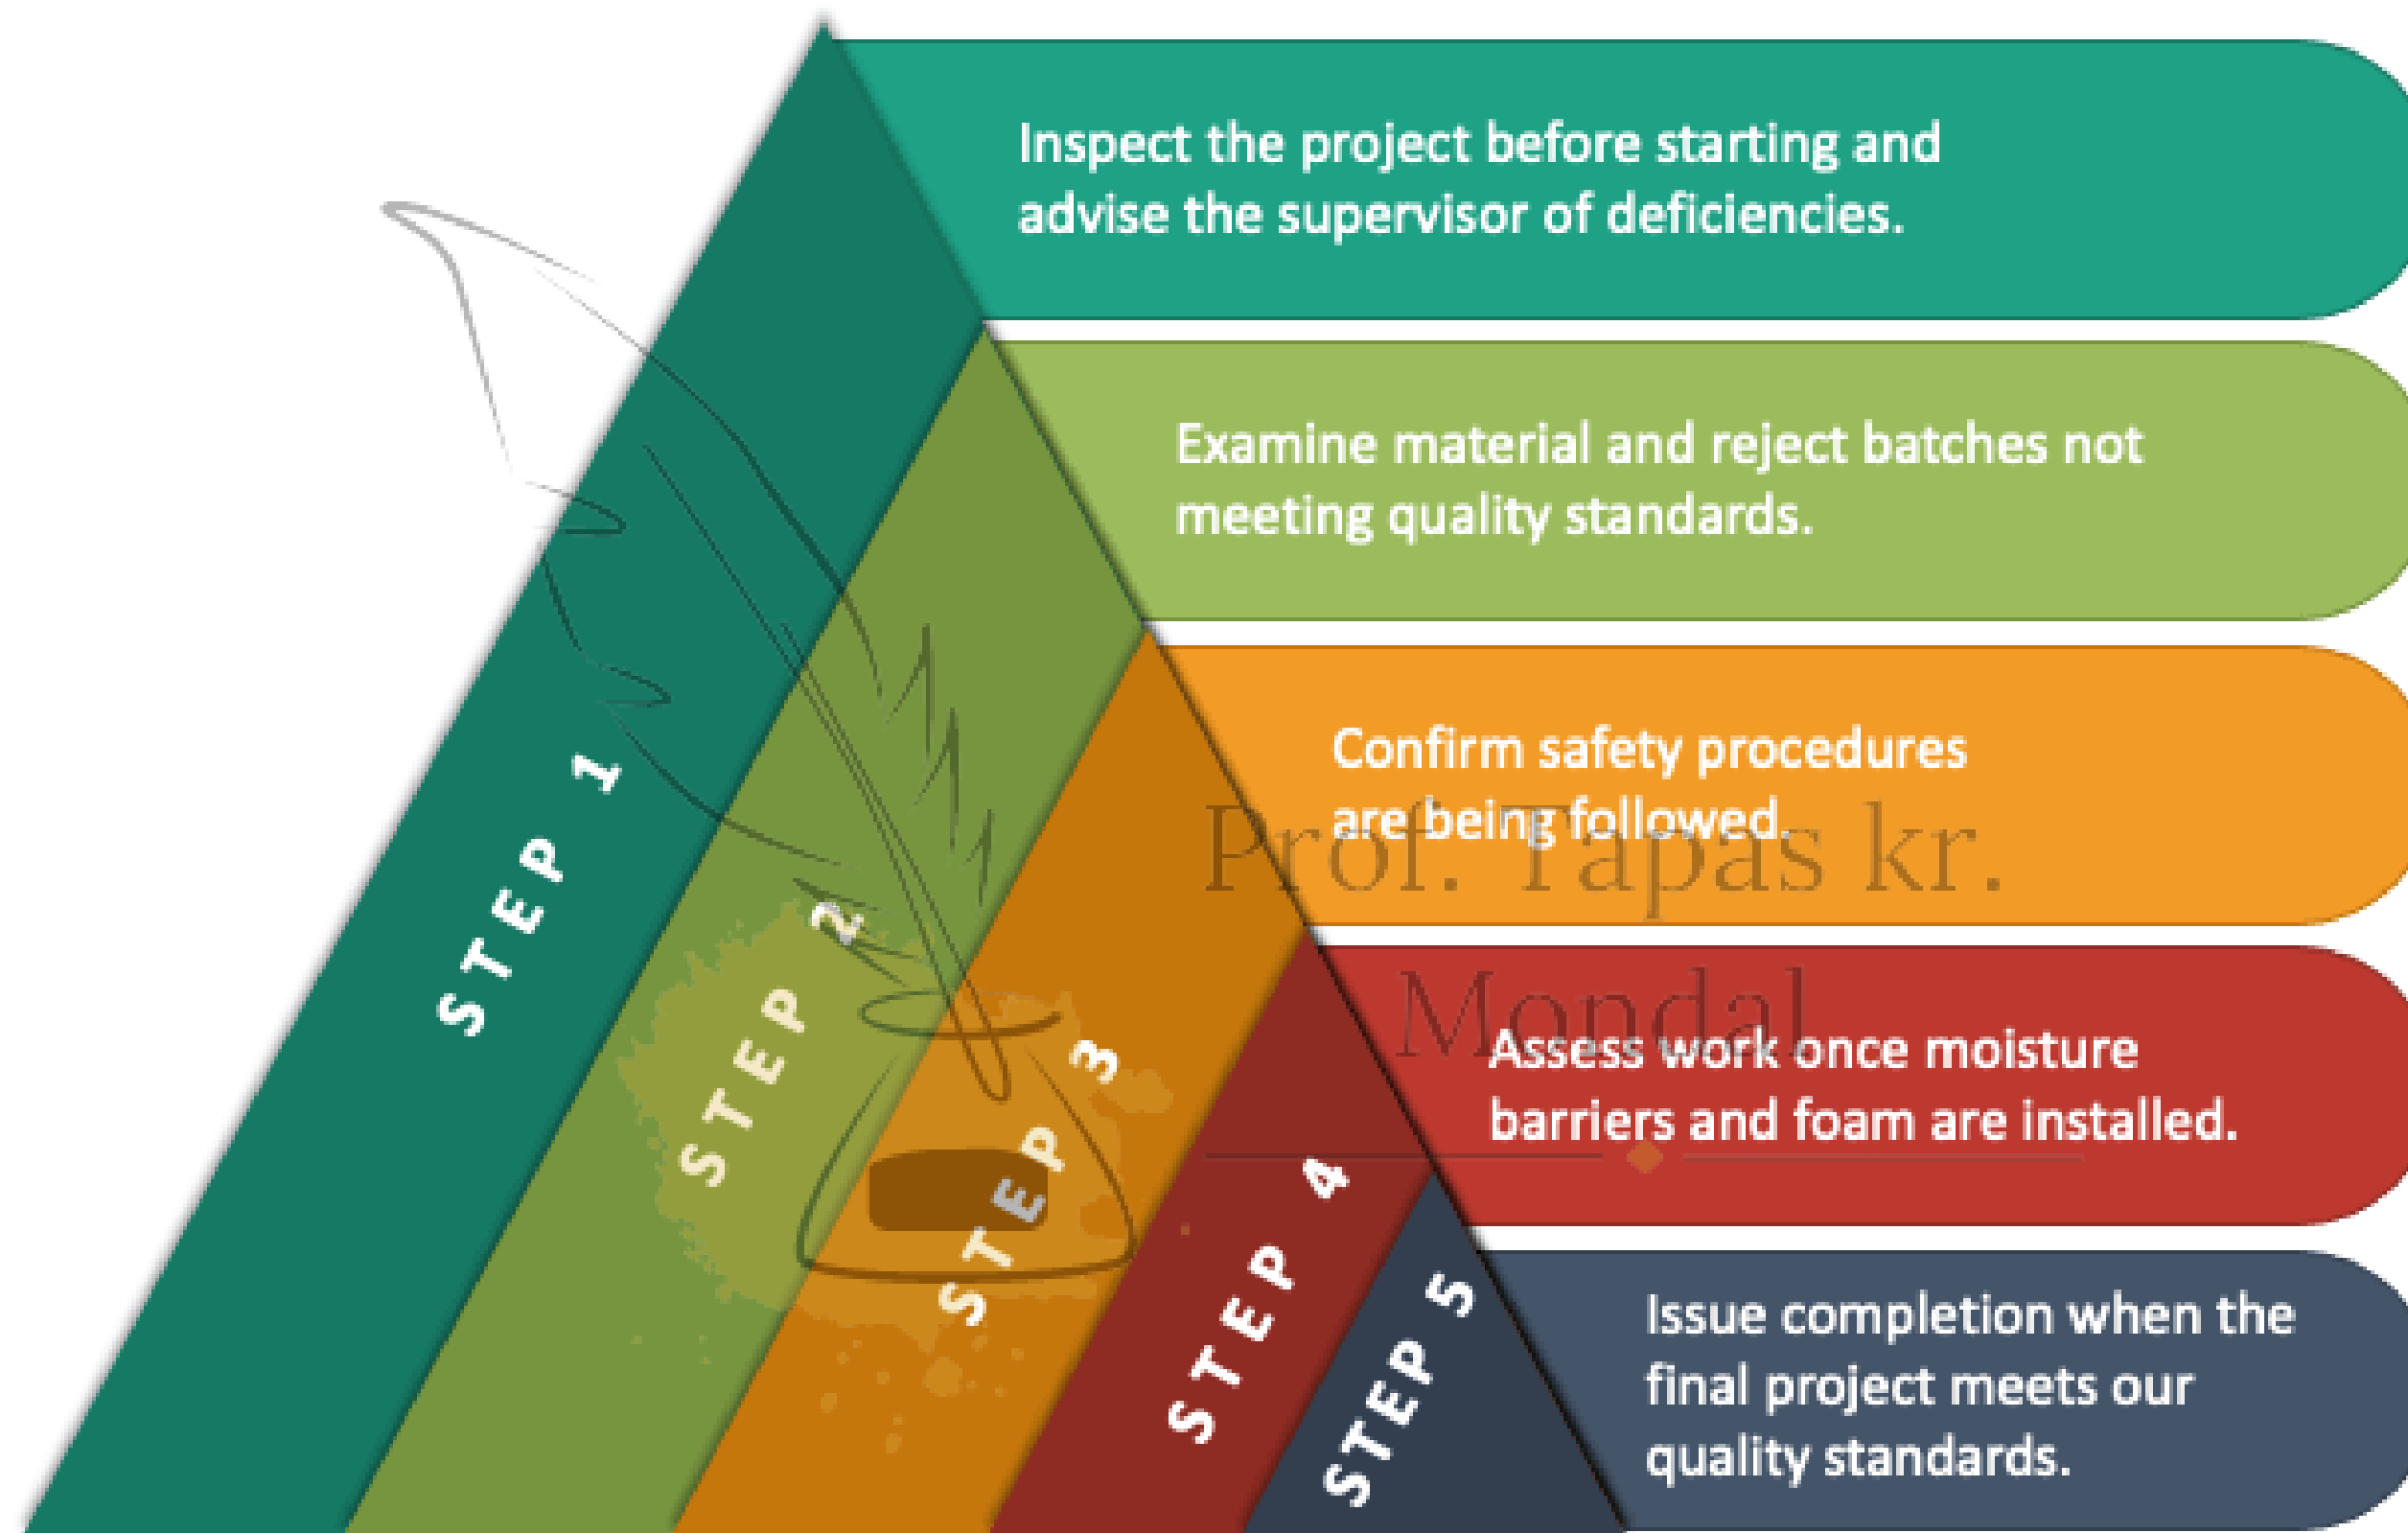 STEP 1
Inspect the project before starting and
advise the supervisor of deficiencies.
STEP 2
Examine material and reject batches not
meeting quality standards.
STEP 3
Confirm safety procedures
are being followed.
Prof. Tapas kr.
Mondal
STEP 4
Assess work once moisture
barriers and foam are installed.
STEP 5
Issue completion when the
final project meets our
quality standards.